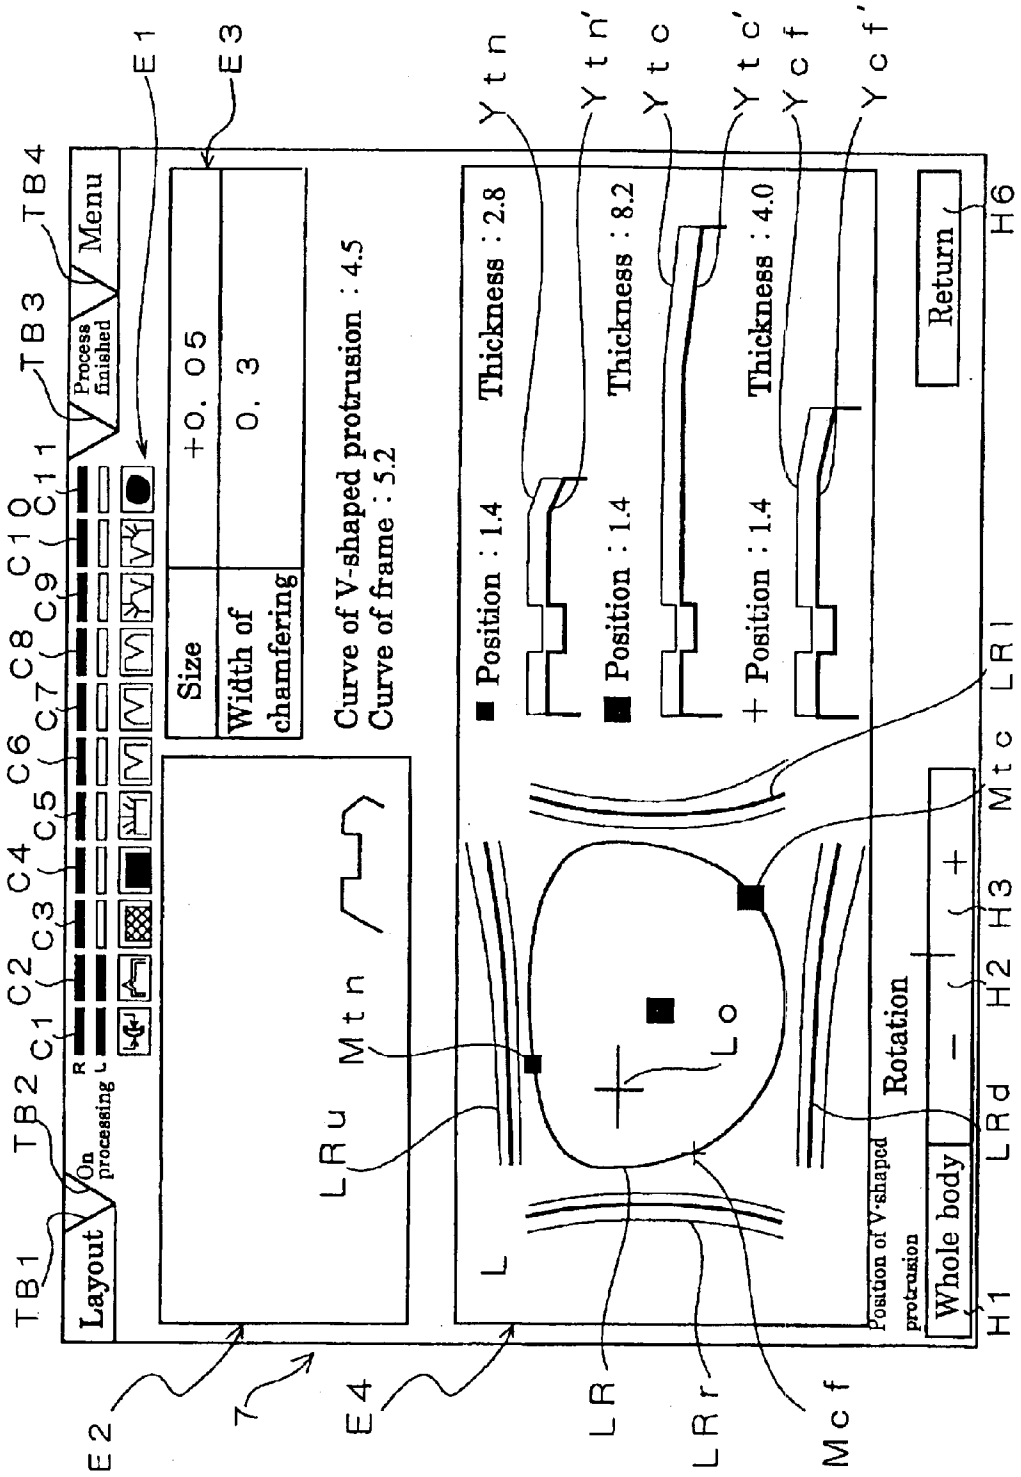 TB1 TB2 C1 C2 C3 C4 C5 C6 C7 C8 C9 C10 C11 TB3 TB4
Layout
On
processing
R
L
Process
finished
Menu
E1
E2
E3
7
Size
+0. 05
Width of
chamfering
0. 3
Curve of V-shaped protrusion : 4.5
Curve of frame : 5.2
LRu
Mtn
E4
L
Lo
Position : 1.4 Thickness : 2.8
Position : 1.4 Thickness : 8.2
+ Position : 1.4 Thickness : 4.0
Ytn
Ytn'
Ytc
Ytc'
Ycf
Ycf'
LR
LRr
Mcf
Position of V-shaped
protrusion
Rotation
Whole body
− +
Return
H1 LRd H2 H3 Mtc LRl H6